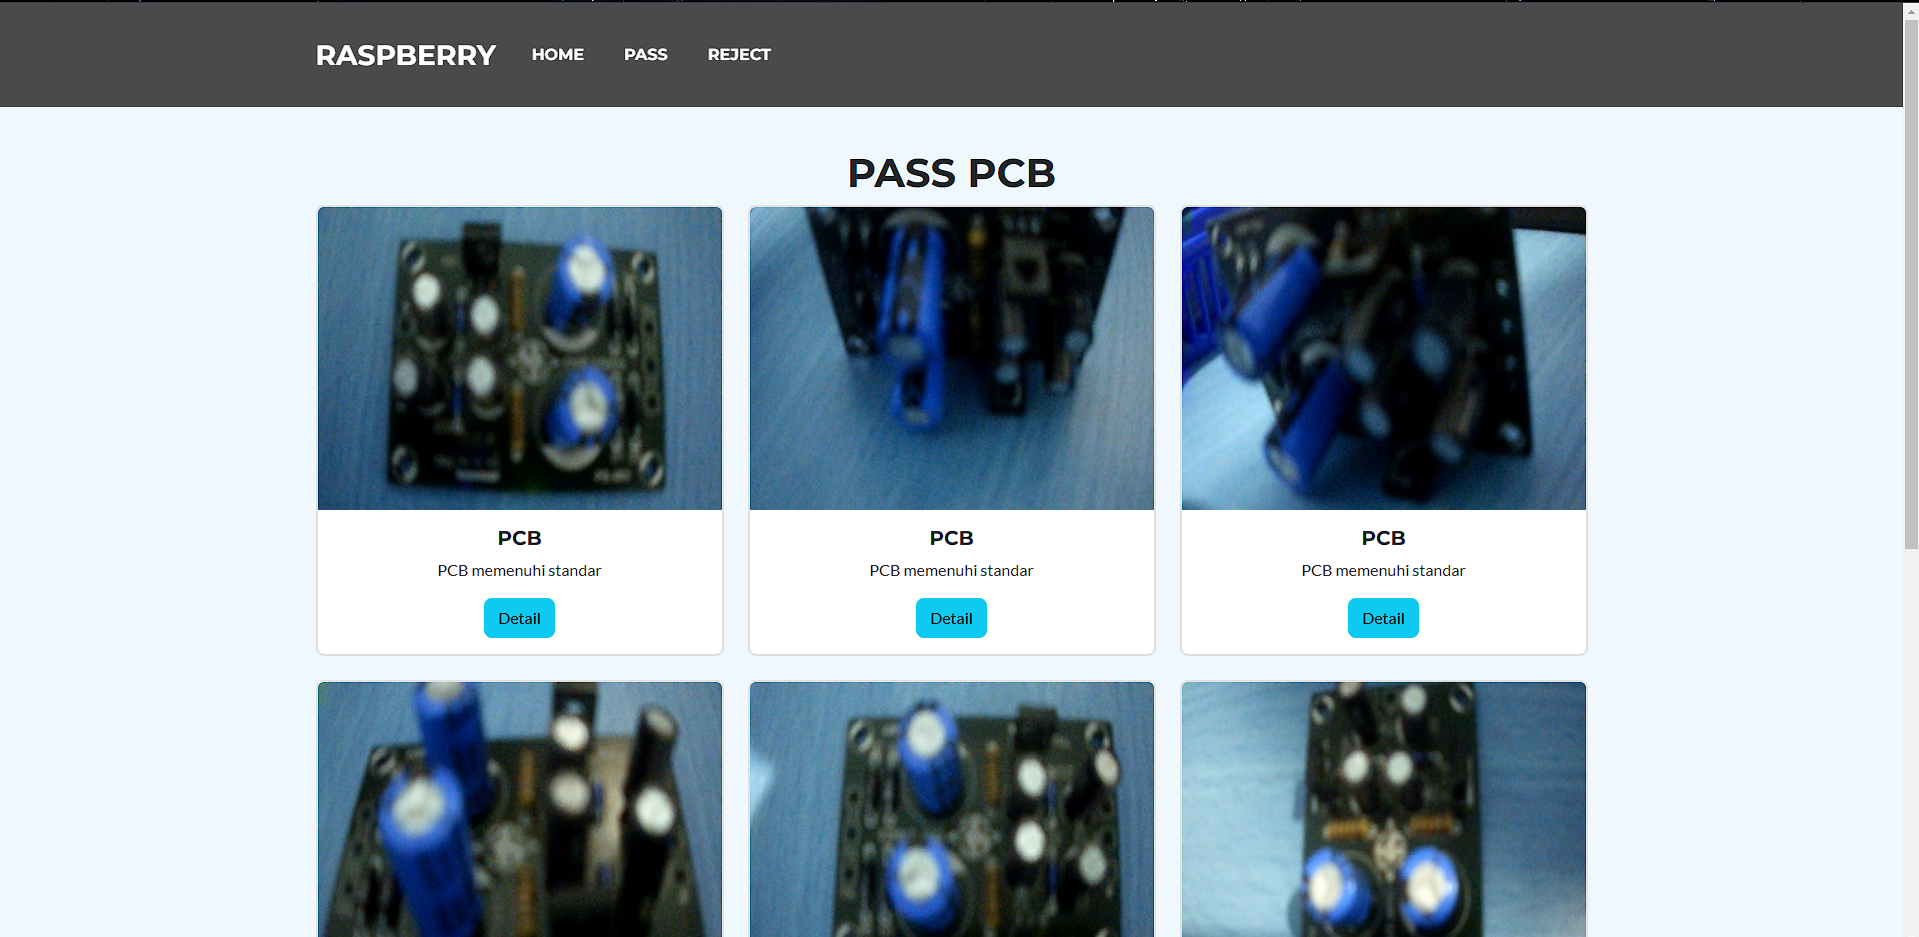 RASPBERRY HOME PASS REJECT
PASS PCB
PCB
PCB memenuhi standar
Detail
PCB
PCB memenuhi standar
Detail
PCB
PCB memenuhi standar
Detail